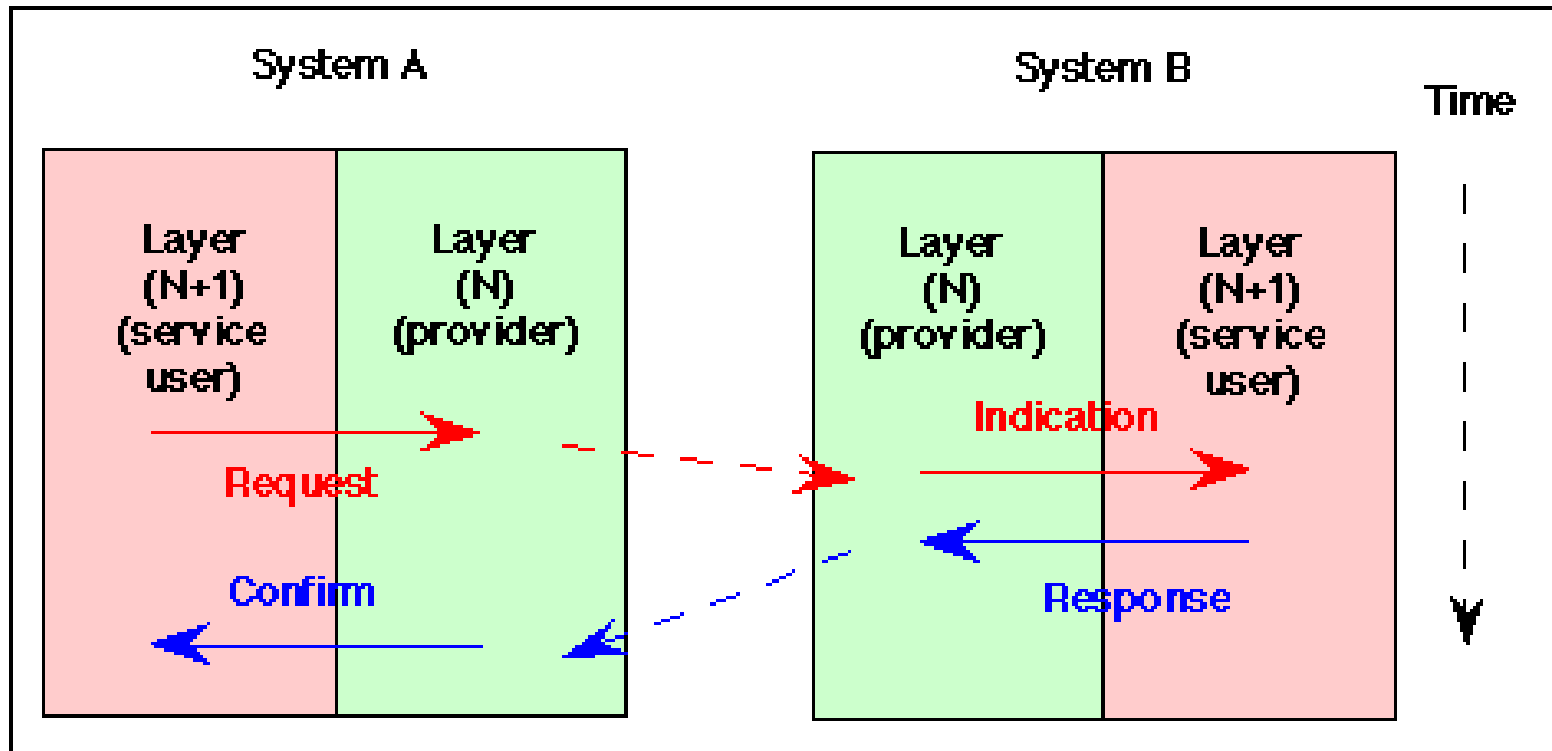 System A
System B
Time
Layer
(N+1)
(service
user)
Layer
(N)
(provider)
Layer
(N)
(provider)
Layer
(N+1)
(service
user)
Request
Indication
Confirm
Response